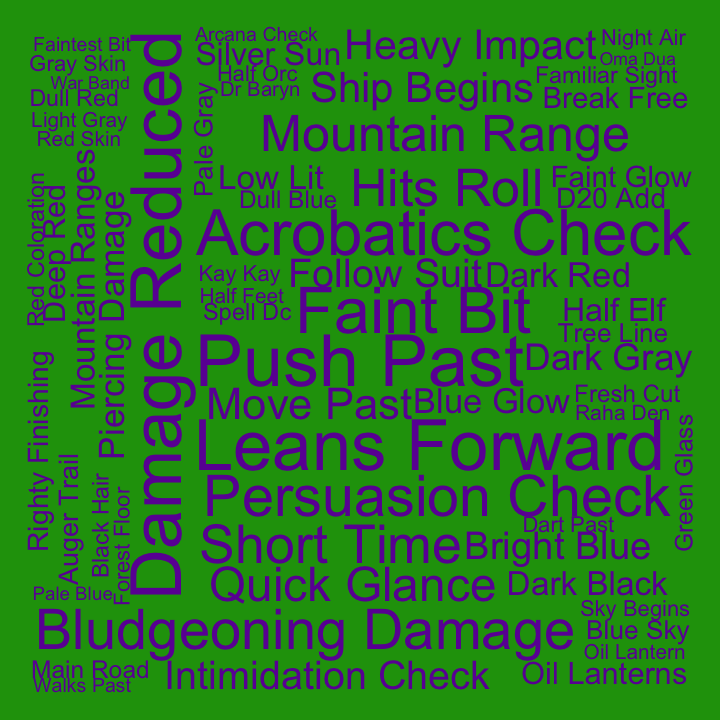 Faintest Bit
Gray Skin
War Band
Dull Red
Light Gray
Red Skin
Damage Reduced
Arcana Check
Silver Sun
Half Orc
Dr Baryn
Pale Gray
Heavy Impact
Night Air
Oma Dua
Familiar Sight
Ship Begins
Break Free
Mountain Range
Low Lit
Dull Blue
Hits Roll
Faint Glow
D20 Add
Acrobatics Check
Red Coloration
Deep Red
Mountain Ranges
Piercing Damage
Kay Kay
Follow Suit
Dark Red
Half Feet
Spell Dc
Faint Bit
Half Elf
Tree Line
Push Past
Dark Gray
Move Past
Blue Glow
Fresh Cut
Raha Den
Leans Forward
Green Glass
Righty Finishing
Auger Trail
Black Hair
Forest Floor
Persuasion Check
Dart Past
Short Time
Bright Blue
Quick Glance
Dark Black
Pale Blue
Bludgeoning Damage
Sky Begins
Blue Sky
Oil Lantern
Main Road
Walks Past
Intimidation Check
Oil Lanterns